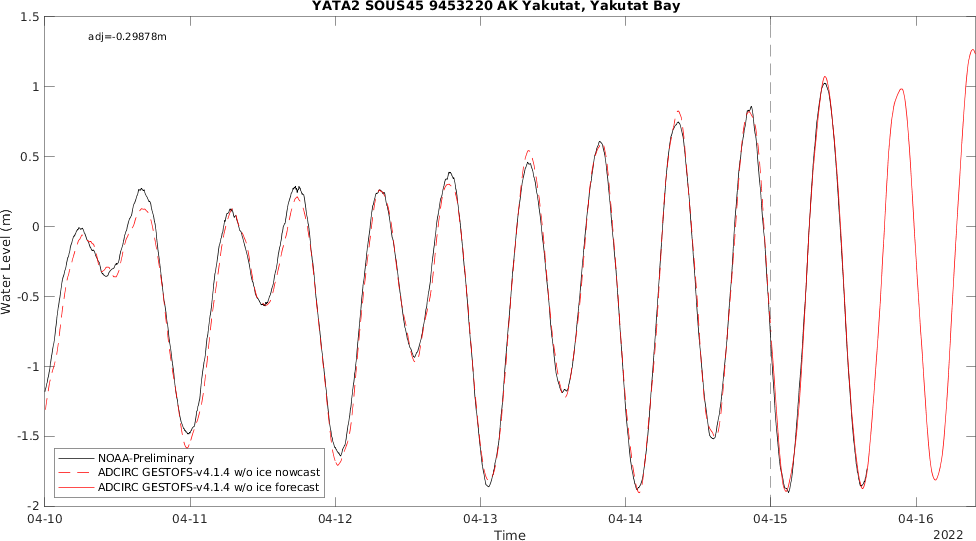 YATA2 SOUS45 9453220 AK Yakutat, Yakutat Bay
adj=-0.29878m
1.5
1
0.5
0
-0.5
-1
-1.5
-2
Water Level (m)
NOAA-Preliminary
ADCIRC GESTOFS-v4.1.4 w/o ice nowcast
ADCIRC GESTOFS-v4.1.4 w/o ice forecast
04-10 04-11 04-12 04-13 04-14 04-15 04-16
Time
2022